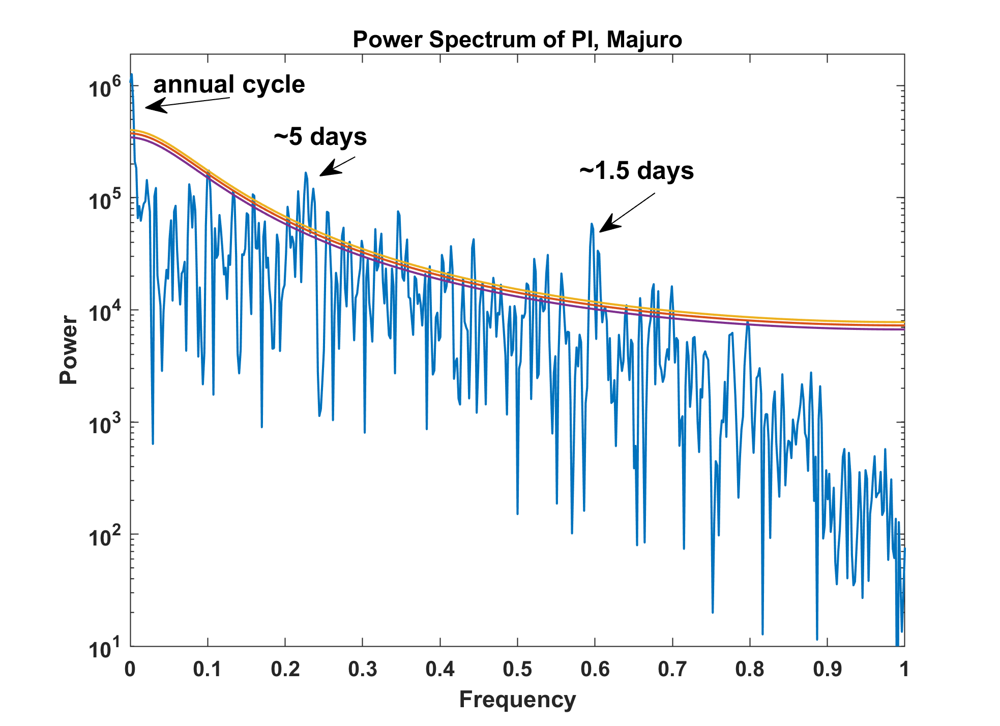 Power Spectrum of PI, Majuro
annual cycle
~5 days
~1.5 days
10^6
10^5
10^4
10^3
10^2
10^1
Power
0 0.1 0.2 0.3 0.4 0.5 0.6 0.7 0.8 0.9 1
Frequency